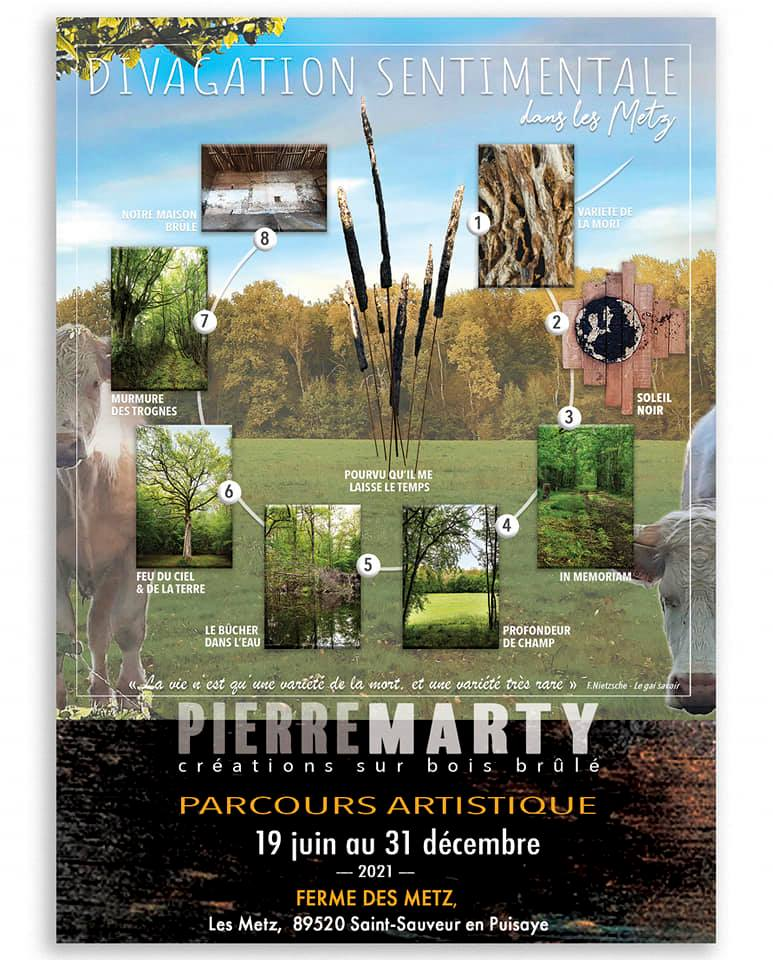 DIVAGATION SENTIMENTALE
dans les Metz
1
VARIÉTÉ DE
LA MORT
2
SOLEIL
NOIR
3
IN MEMORIAM
4
PROFONDEUR
DE CHAMP
5
LE BÛCHER
DANS L'EAU
6
FEU DU CIEL
& DE LA TERRE
7
MURMURE
DES TROGNES
8
NOTRE MAISON
BRÛLE
POURVU QU'IL ME
LAISSE LE TEMPS
« La vie n'est qu'une variété de la mort, et une variété très rare » F.Nietzsche - Le gai savoir
PIERREMARTY
créations sur bois brûlé
PARCOURS ARTISTIQUE
19 juin au 31 décembre
— 2021 —
FERME DES METZ,
Les Metz, 89520 Saint-Sauveur en Puisaye